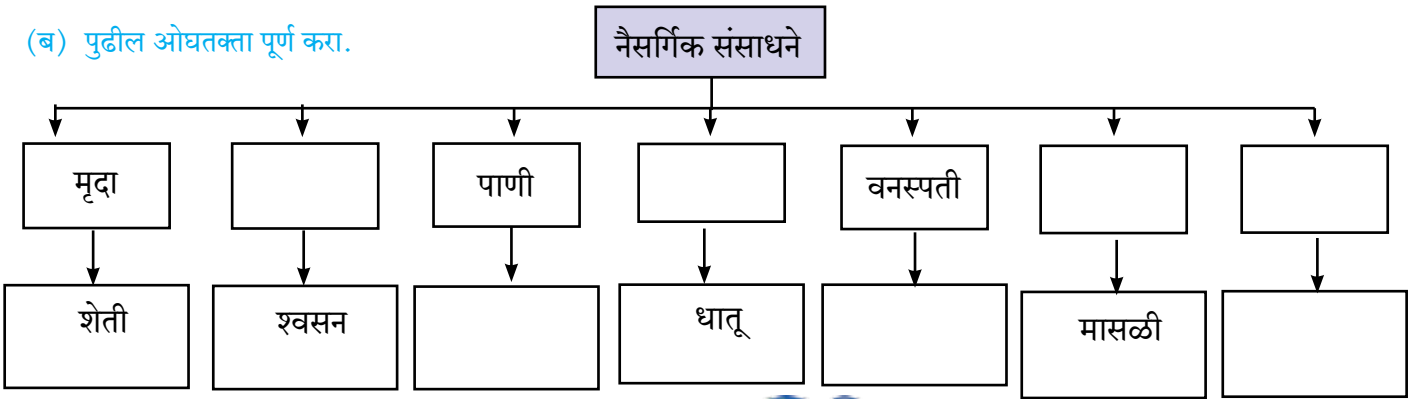 (ब) पुढील ओघतक्ता पूर्ण करा.
नैसर्गिक संसाधने
मृदा
पाणी
वनस्पती
शेती
श्वसन
धातू
मासळी